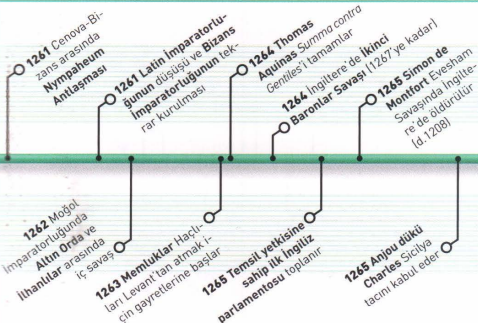 1261 Cenova-Bi-
zans arasında
Nympaheum
Antlaşması
1261 Latin İmparatorlu-
ğunun düşüşü ve Bizans
İmparatorluğunun tek-
rar kurulması
1264 Thomas
Aquinas Summa contra
Gentiles'i tamamlar
1264 İngiltere'de İkinci
Baronlar Savaşı (1267'ye kadar)
1265 Simon de
Montfort Evesham
Savaşında İngilte-
re'de öldürülür
(d.1208)
1262 Moğol
İmparatorluğunda
Altın Orda ve
İlhanlılar arasında
iç savaş
1263 Memluklar Haçlı-
ları Levant'tan atmak i-
çin gayretlerine başlar
1265 Temsil yetkisine
sahip ilk İngiliz
parlamentosu toplanır
1265 Anjou dükü
Charles Sicilya
tacını kabul eder